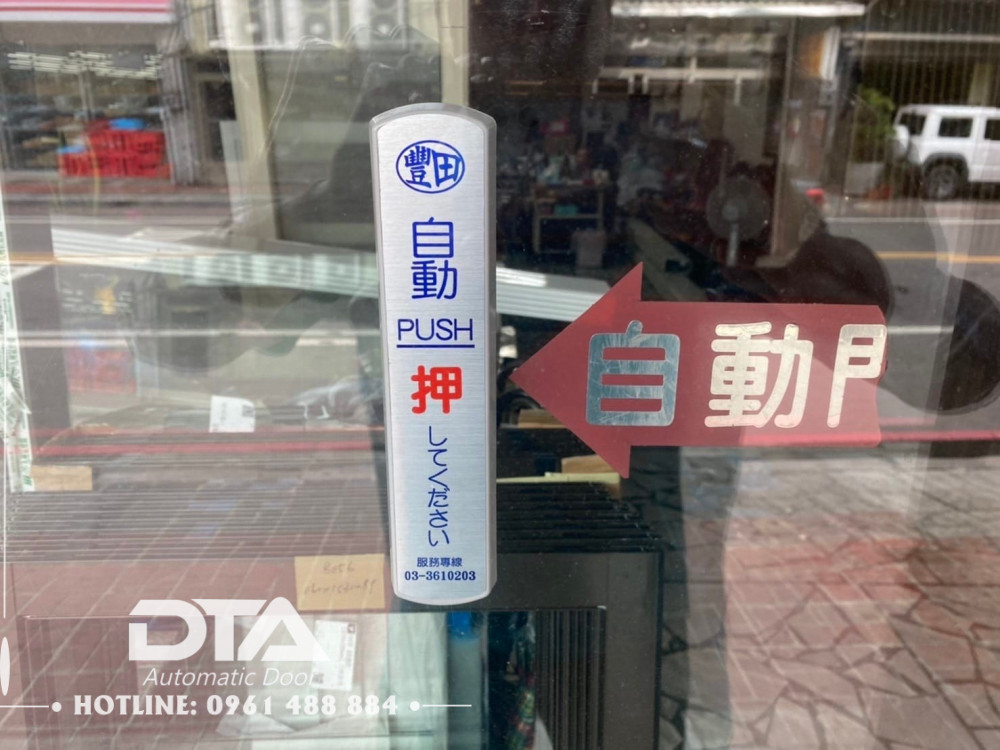 豐田
自動
PUSH
押
してください
服務專線
03-3610203
自動門
DTA
Automatic Door
HOTLINE: 0961 488 884